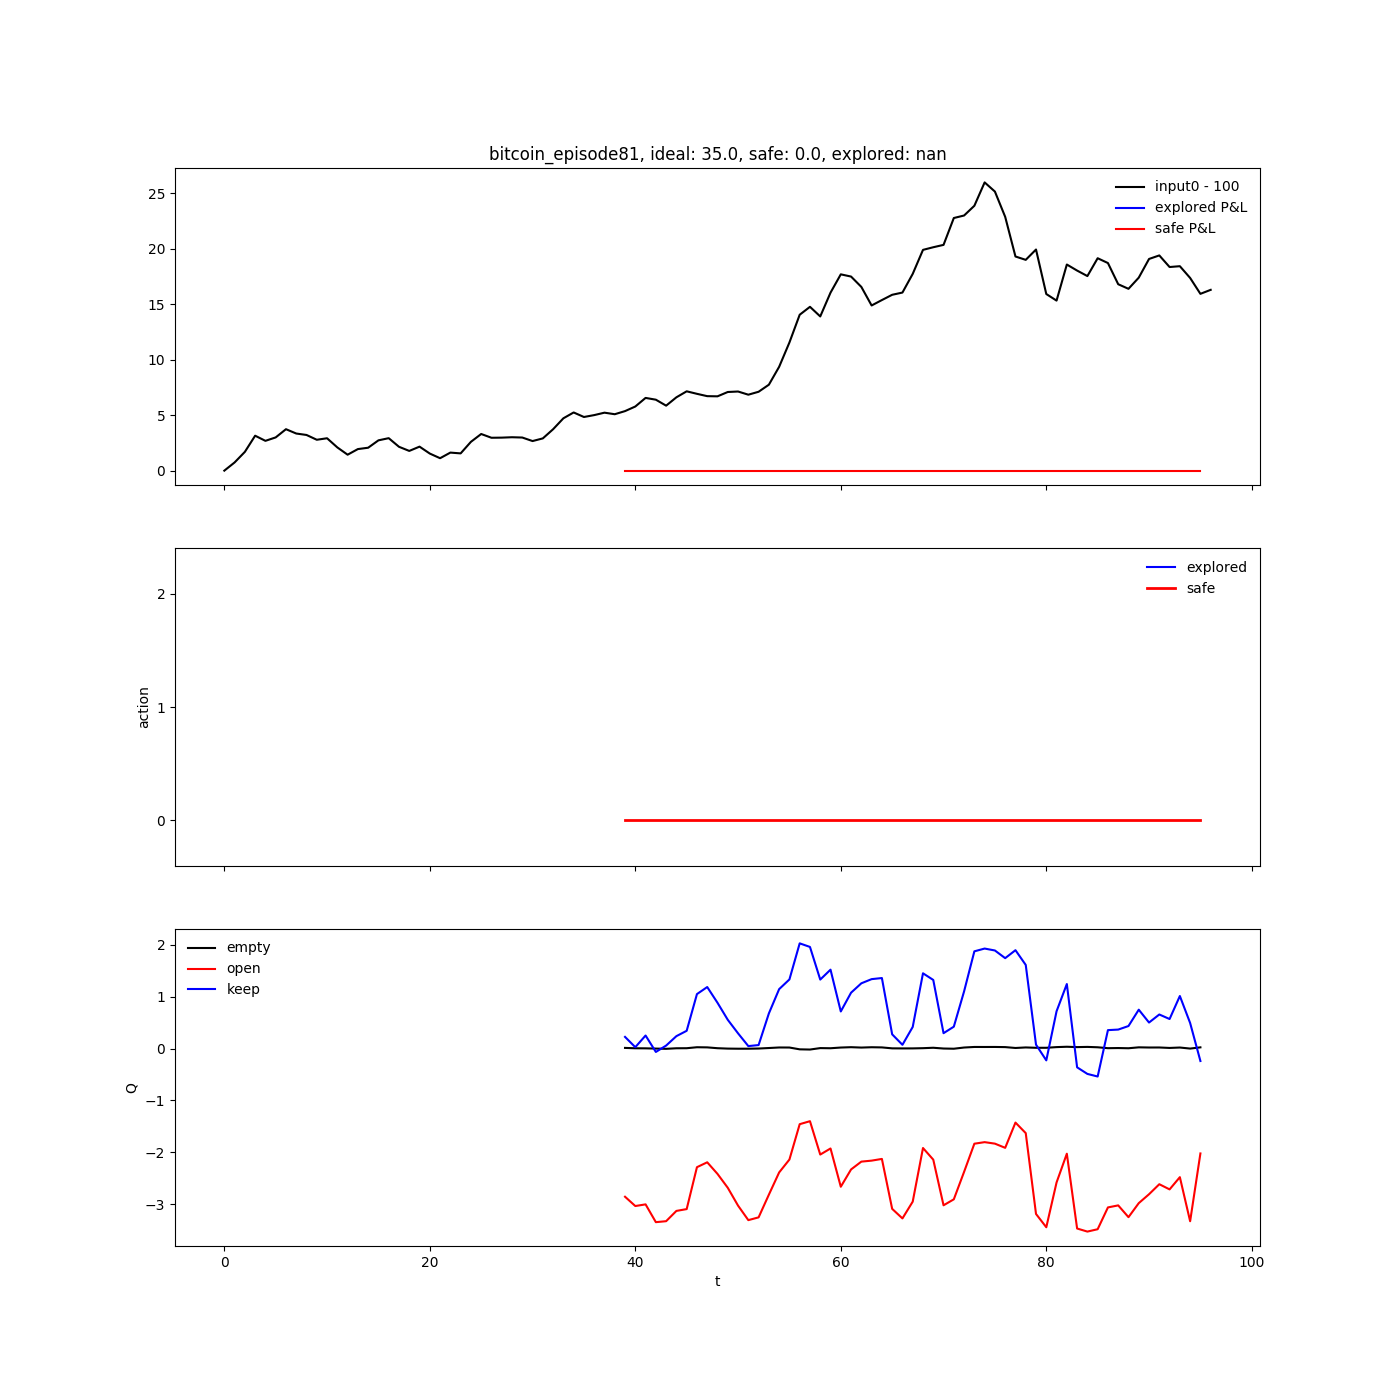 bitcoin_episode81, ideal: 35.0, safe: 0.0, explored: nan
25
20
15
10
5
0
input0 - 100
explored P&L
safe P&L
action
2
1
0
explored
safe
Q
2
1
0
−1
−2
−3
empty
open
keep
0 20 40 60 80 100
t